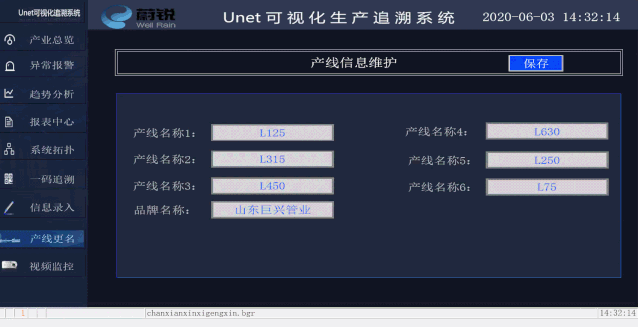 Unet可视化追溯系统
蔚锐
Well Rain
Unet可视化生产追溯系统
2020-06-03 14:32:14
产业总览
异常报警
趋势分析
报表中心
系统拓扑
一码追溯
信息录入
产线更名
视频监控
产线信息维护
保存
产线名称1: L125
产线名称2: L315
产线名称3: L450
品牌名称: 山东巨兴管业
产线名称4: L630
产线名称5: L250
产线名称6: L75
1
chanxianxinxigengxin.bgr
14:32:14